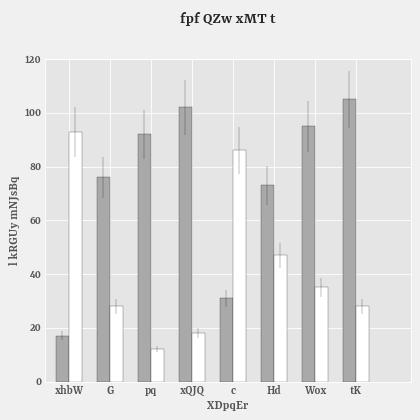 fpf QZw xMT t
120
100
80
60
40
20
0
l kRGUy mNJsBq
xhbW G pq xQJQ c Hd Wox tK
XDpqEr